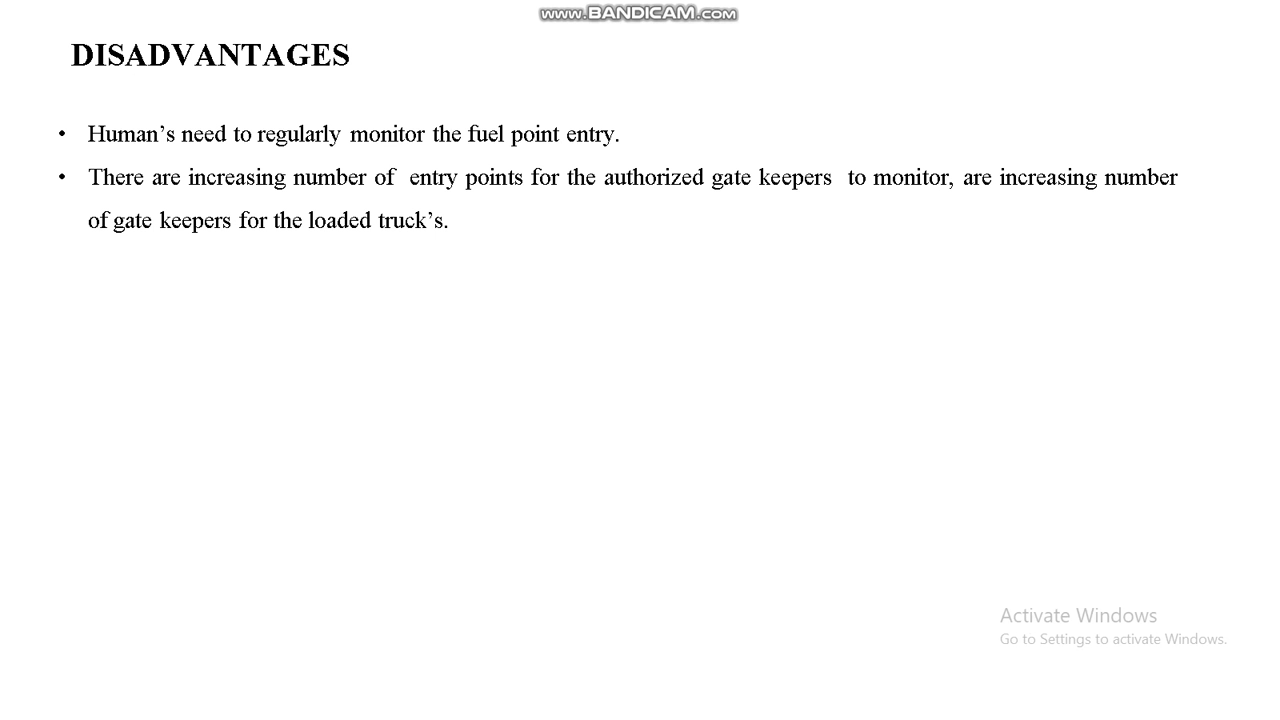 www.BANDICAM.com
DISADVANTAGES
• Human’s need to regularly monitor the fuel point entry.
• There are increasing number of entry points for the authorized gate keepers to monitor, are increasing number
of gate keepers for the loaded truck’s.
Activate Windows
Go to Settings to activate Windows.